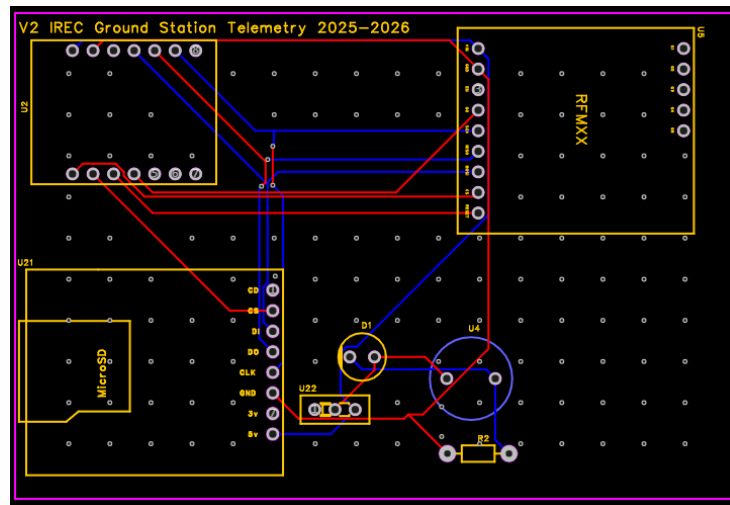 V2 IREC Ground Station Telemetry 2025-2026
U2
U5
RFMXX
RESET
U21
MicroSD
CD
CS
DI
DO
CLK
GND
3v
5v
D1
U4
U22
R2